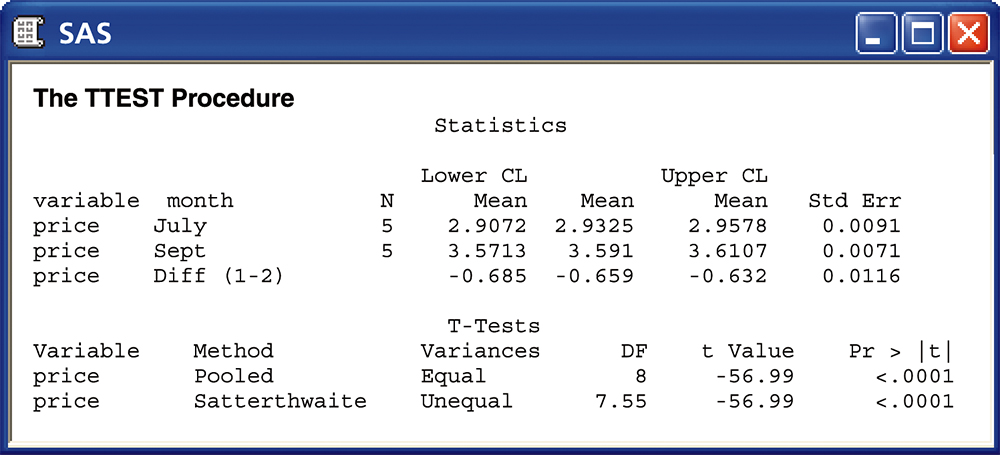 SAS
The TTEST Procedure
Statistics
Lower CL Upper CL
variable month N Mean Mean Mean Std Err
price July 5 2.9072 2.9325 2.9578 0.0091
price Sept 5 3.5713 3.591 3.6107 0.0071
price Diff (1-2) -0.685 -0.659 -0.632 0.0116
T-Tests
Variable Method Variances DF t Value Pr > |t|
price Pooled Equal 8 -56.99 <.0001
price Satterthwaite Unequal 7.55 -56.99 <.0001